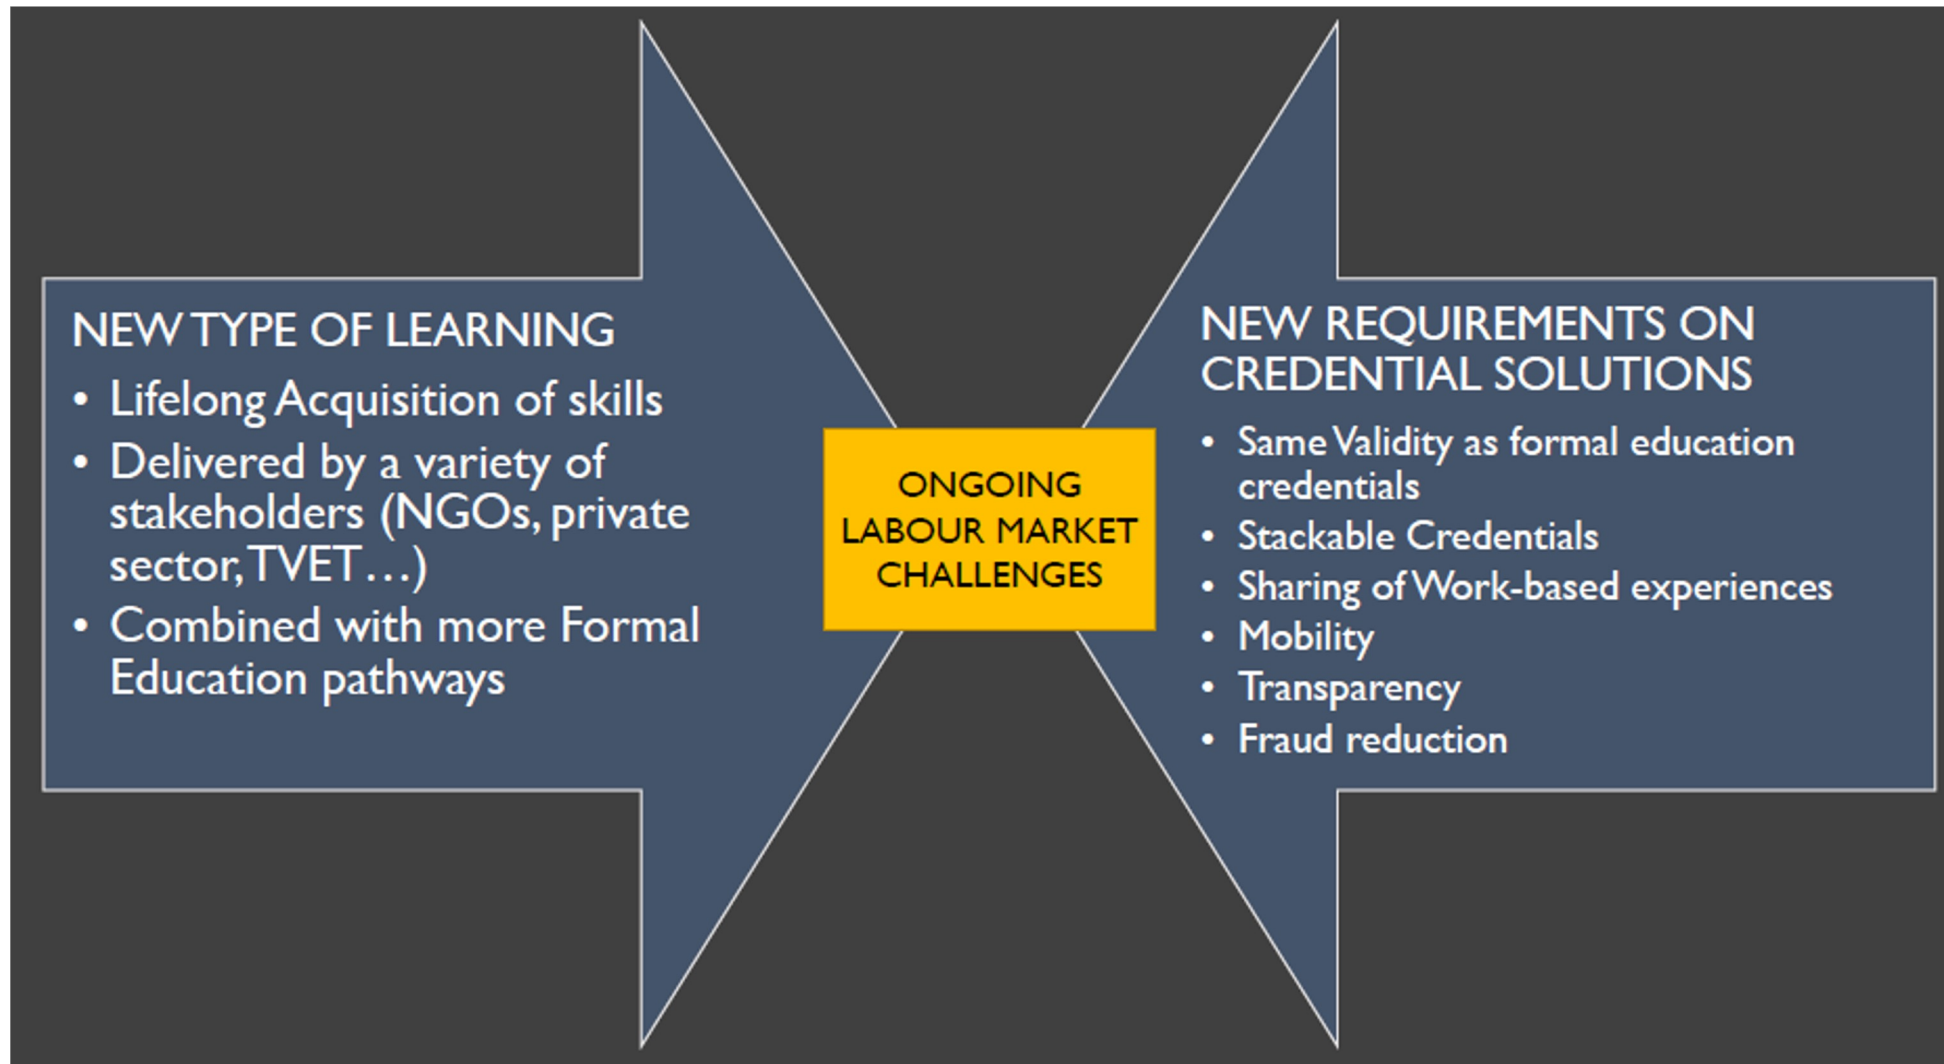 NEW TYPE OF LEARNING
• Lifelong Acquisition of skills
• Delivered by a variety of
stakeholders (NGOs, private
sector, TVET…)
• Combined with more Formal
Education pathways
ONGOING
LABOUR MARKET
CHALLENGES
NEW REQUIREMENTS ON
CREDENTIAL SOLUTIONS
• Same Validity as formal education
credentials
• Stackable Credentials
• Sharing of Work-based experiences
• Mobility
• Transparency
• Fraud reduction